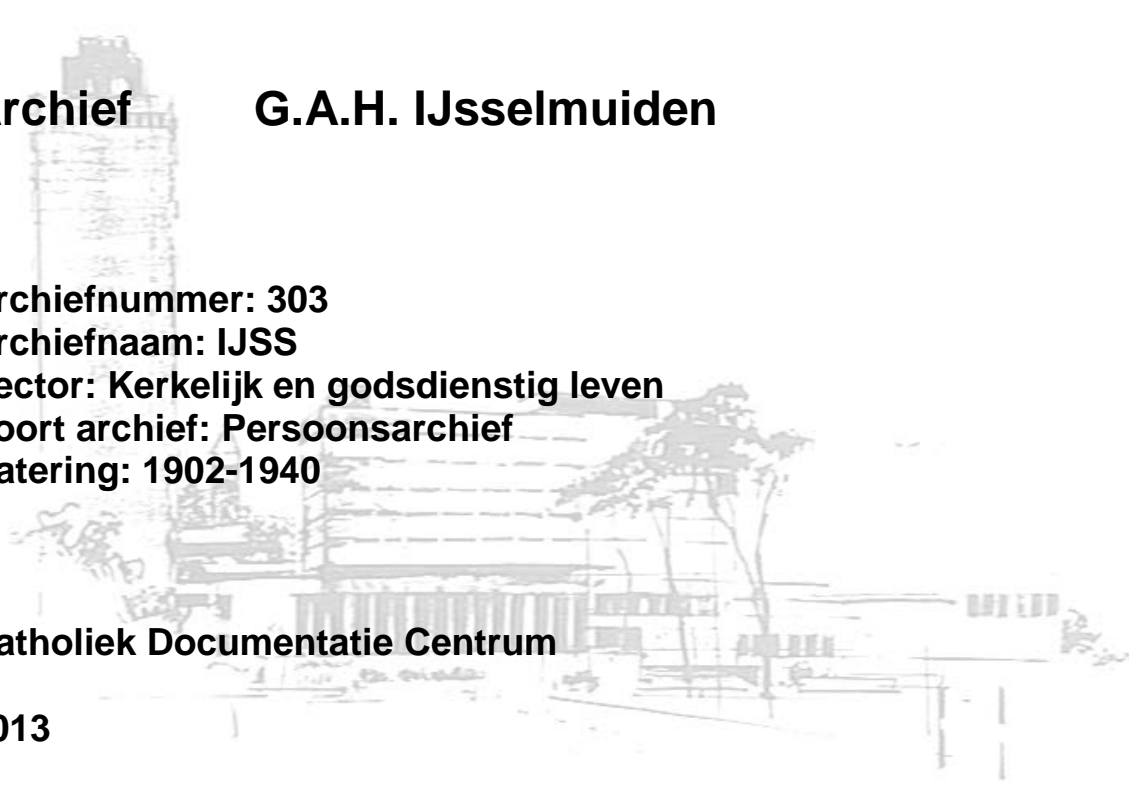 rchief G.A.H. IJsselmuiden
rchiefnummer: 303
rchiefnaam: IJSS
ector: Kerkelijk en godsdienstig leven
oort archief: Persoonsarchief
atering: 1902-1940
atholiek Documentatie Centrum
013